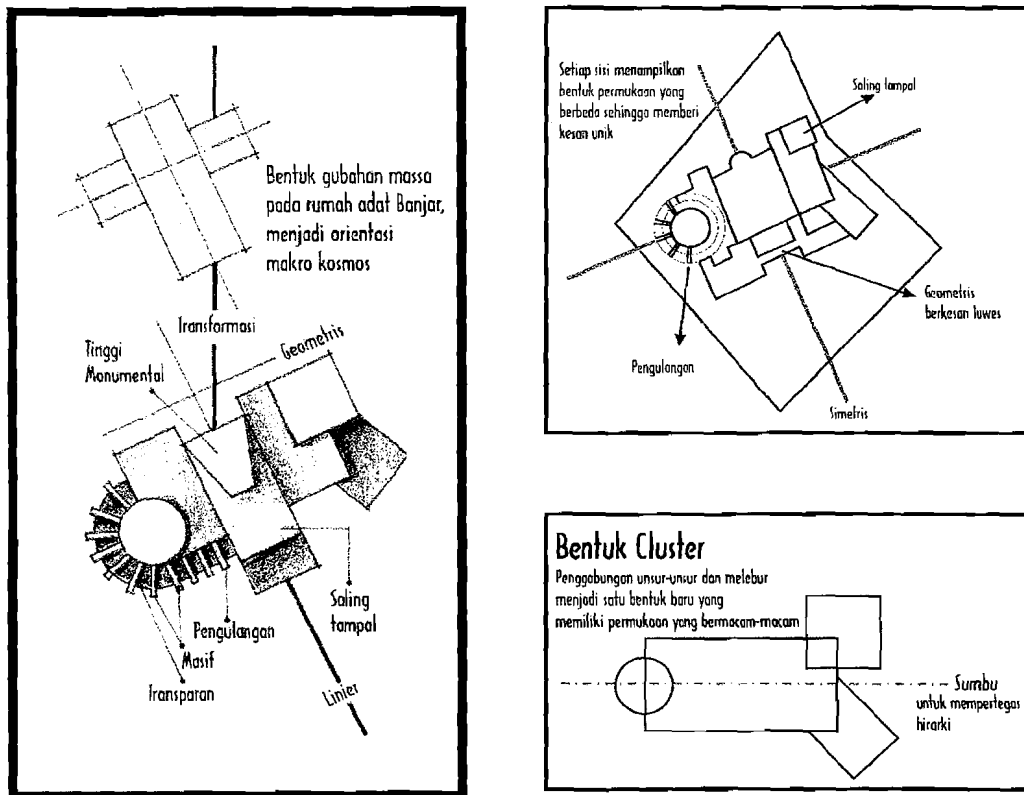 Bentuk gubahan massa
pada rumah adat Banjar,
menjadi orientasi
makro kosmos
Transformasi
Tinggi
Monumental
Geometris
Pengulangan
Masif
Transparan
Saling
tampal
Linier
Setiap sisi menampilkan
bentuk permukaan yang
berbeda sehingga memberi
kesan unik
Saling tampal
Geometris
berkesan luwes
Pengulangan
Simetris
Bentuk Cluster
Penggabungan unsur-unsur dan melebur
menjadi satu bentuk baru yang
memiliki permukaan yang bermacam-macam
Sumbu
untuk mempertegas
hirarki